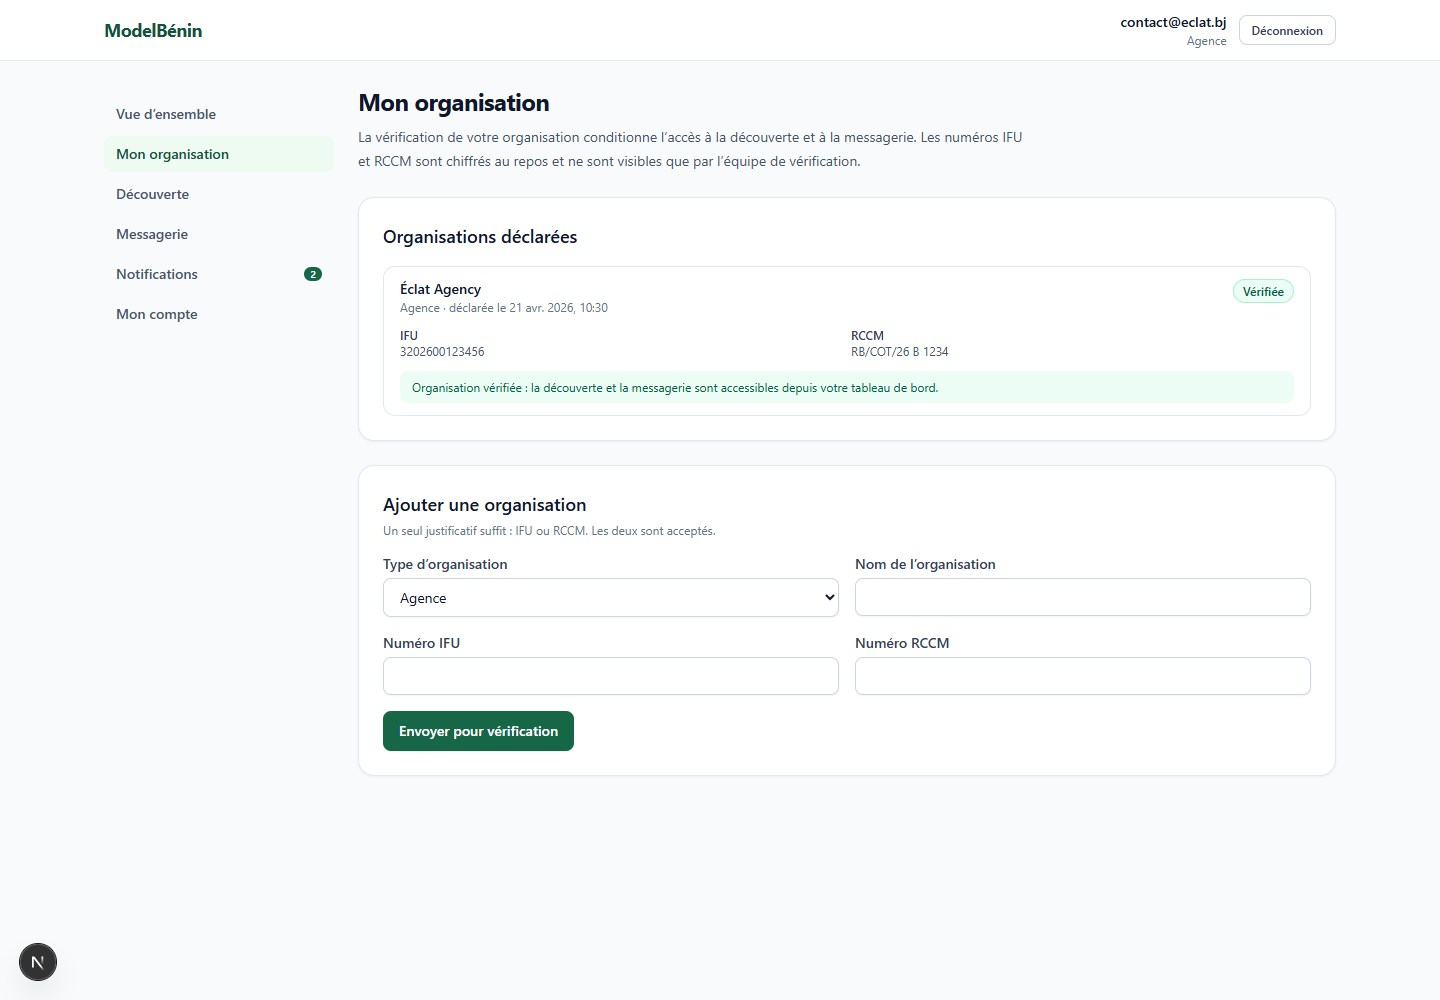 ModelBénin
contact@eclat.bj
Agence
Déconnexion
Vue d’ensemble
Mon organisation
Découverte
Messagerie
Notifications 2
Mon compte
Mon organisation
La vérification de votre organisation conditionne l’accès à la découverte et à la messagerie. Les numéros IFU
et RCCM sont chiffrés au repos et ne sont visibles que par l’équipe de vérification.
Organisations déclarées
Éclat Agency
Vérifiée
Agence · déclarée le 21 avr. 2026, 10:30
IFU
3202600123456
RCCM
RB/COT/26 B 1234
Organisation vérifiée : la découverte et la messagerie sont accessibles depuis votre tableau de bord.
Ajouter une organisation
Un seul justificatif suffit : IFU ou RCCM. Les deux sont acceptés.
Type d’organisation
Agence
Nom de l’organisation
Numéro IFU
Numéro RCCM
Envoyer pour vérification
N